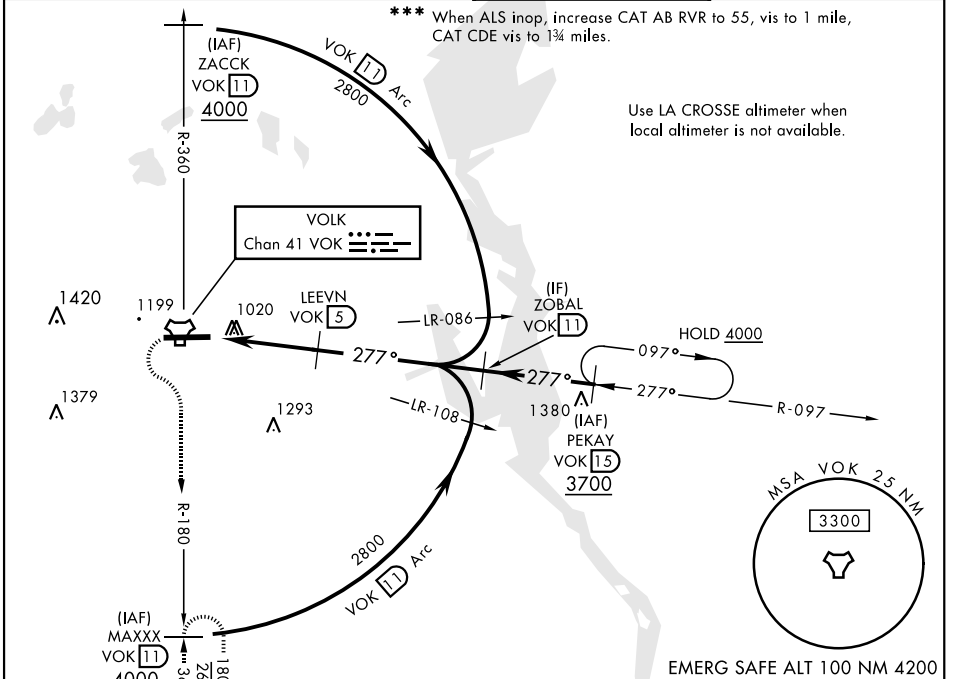 *** When ALS inop, increase CAT AB RVR to 55, vis to 1 mile,
CAT CDE vis to 1¾ miles.
(IAF)
ZACCK
VOK 11
4000
VOK 11 Arc
2800
Use LA CROSSE altimeter when
local altimeter is not available.
R-360
VOLK
Chan 41 VOK
1420
1199
1020
LEEVN
VOK 5
LR-086
(IF)
ZOBAL
VOK 11
HOLD 4000
097°
277°
277°
277°
R-097
1379
1293
LR-108
1380
(IAF)
PEKAY
VOK 15
3700
MSA VOK 25 NM
3300
R-180
2800
VOK 11 Arc
(IAF)
MAXXX
VOK 11
4000
180
EMERG SAFE ALT 100 NM 4200